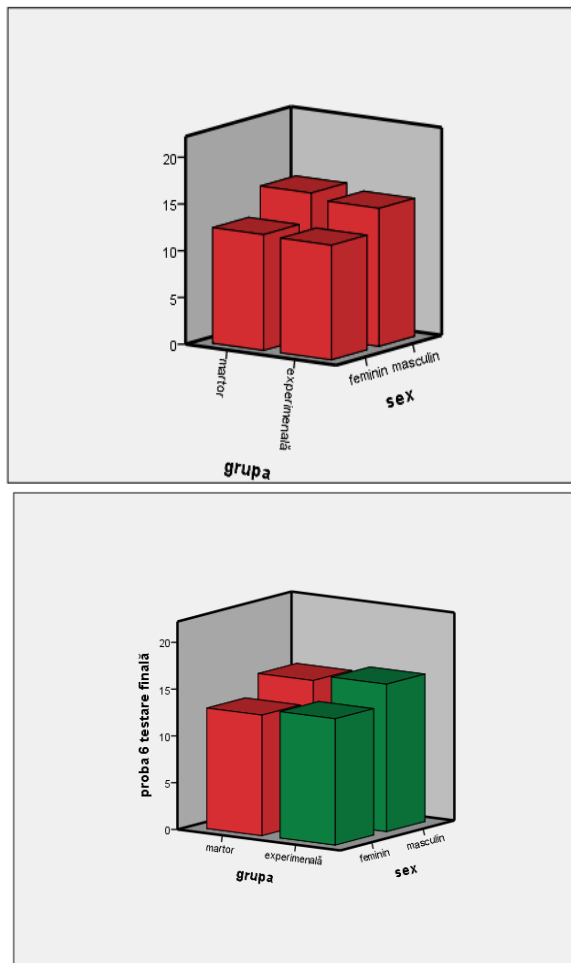 20
15
10
5
0
martor
experimenală
feminin
masculin
sex
grupa
proba 6 testare finală
20
15
10
5
0
martor
experimenală
feminin
masculin
grupa
sex